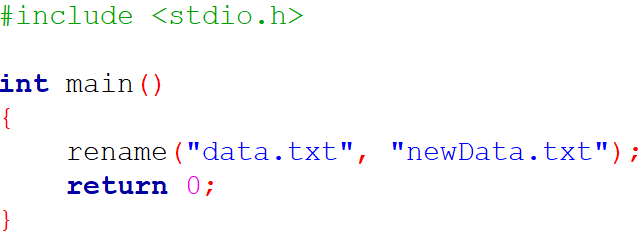 #include <stdio.h>
int main()
{
    rename("data.txt", "newData.txt");
    return 0;
}